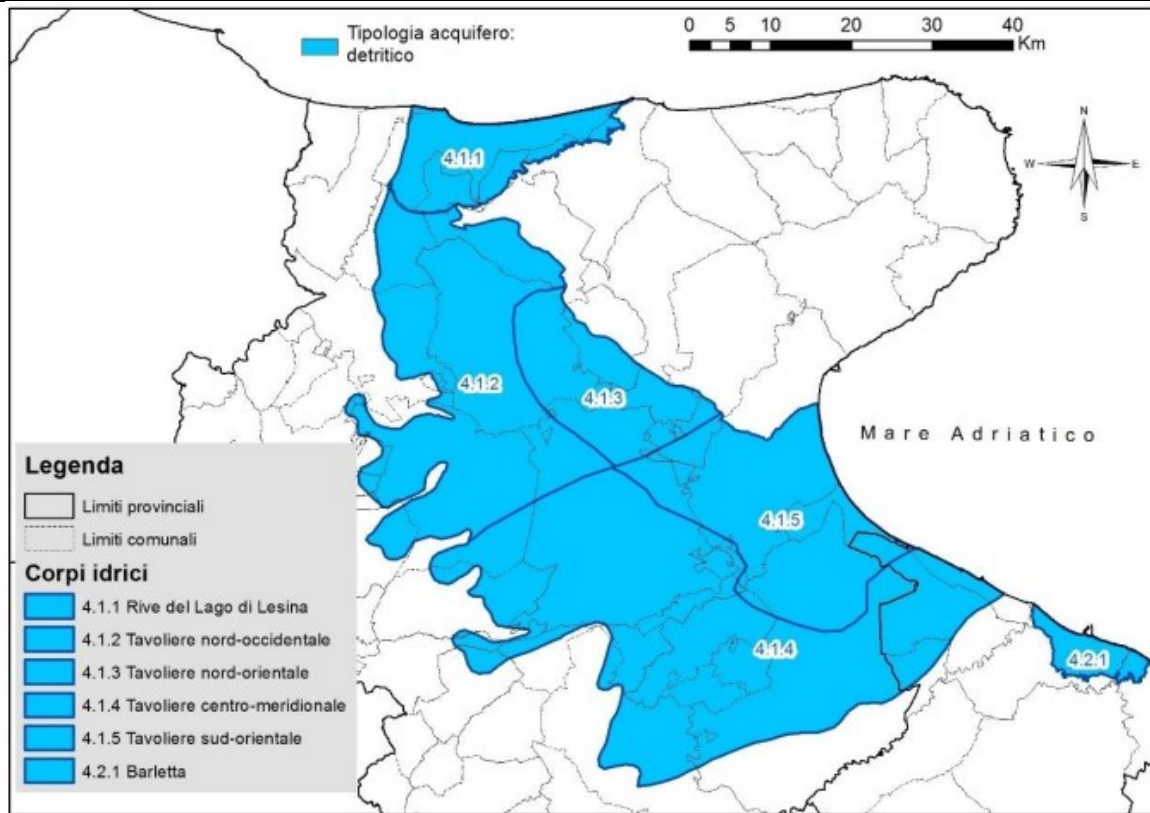 Tipologia acquifero:
detritico
0 5 10 20 30 40
Km
N
W E
S
4.1.1
4.1.2
4.1.3
Mare Adriatico
4.1.5
4.1.4
4.2.1
Legenda
Limiti provinciali
Limiti comunali
Corpi idrici
4.1.1 Rive del Lago di Lesina
4.1.2 Tavoliere nord-occidentale
4.1.3 Tavoliere nord-orientale
4.1.4 Tavoliere centro-meridionale
4.1.5 Tavoliere sud-orientale
4.2.1 Barletta